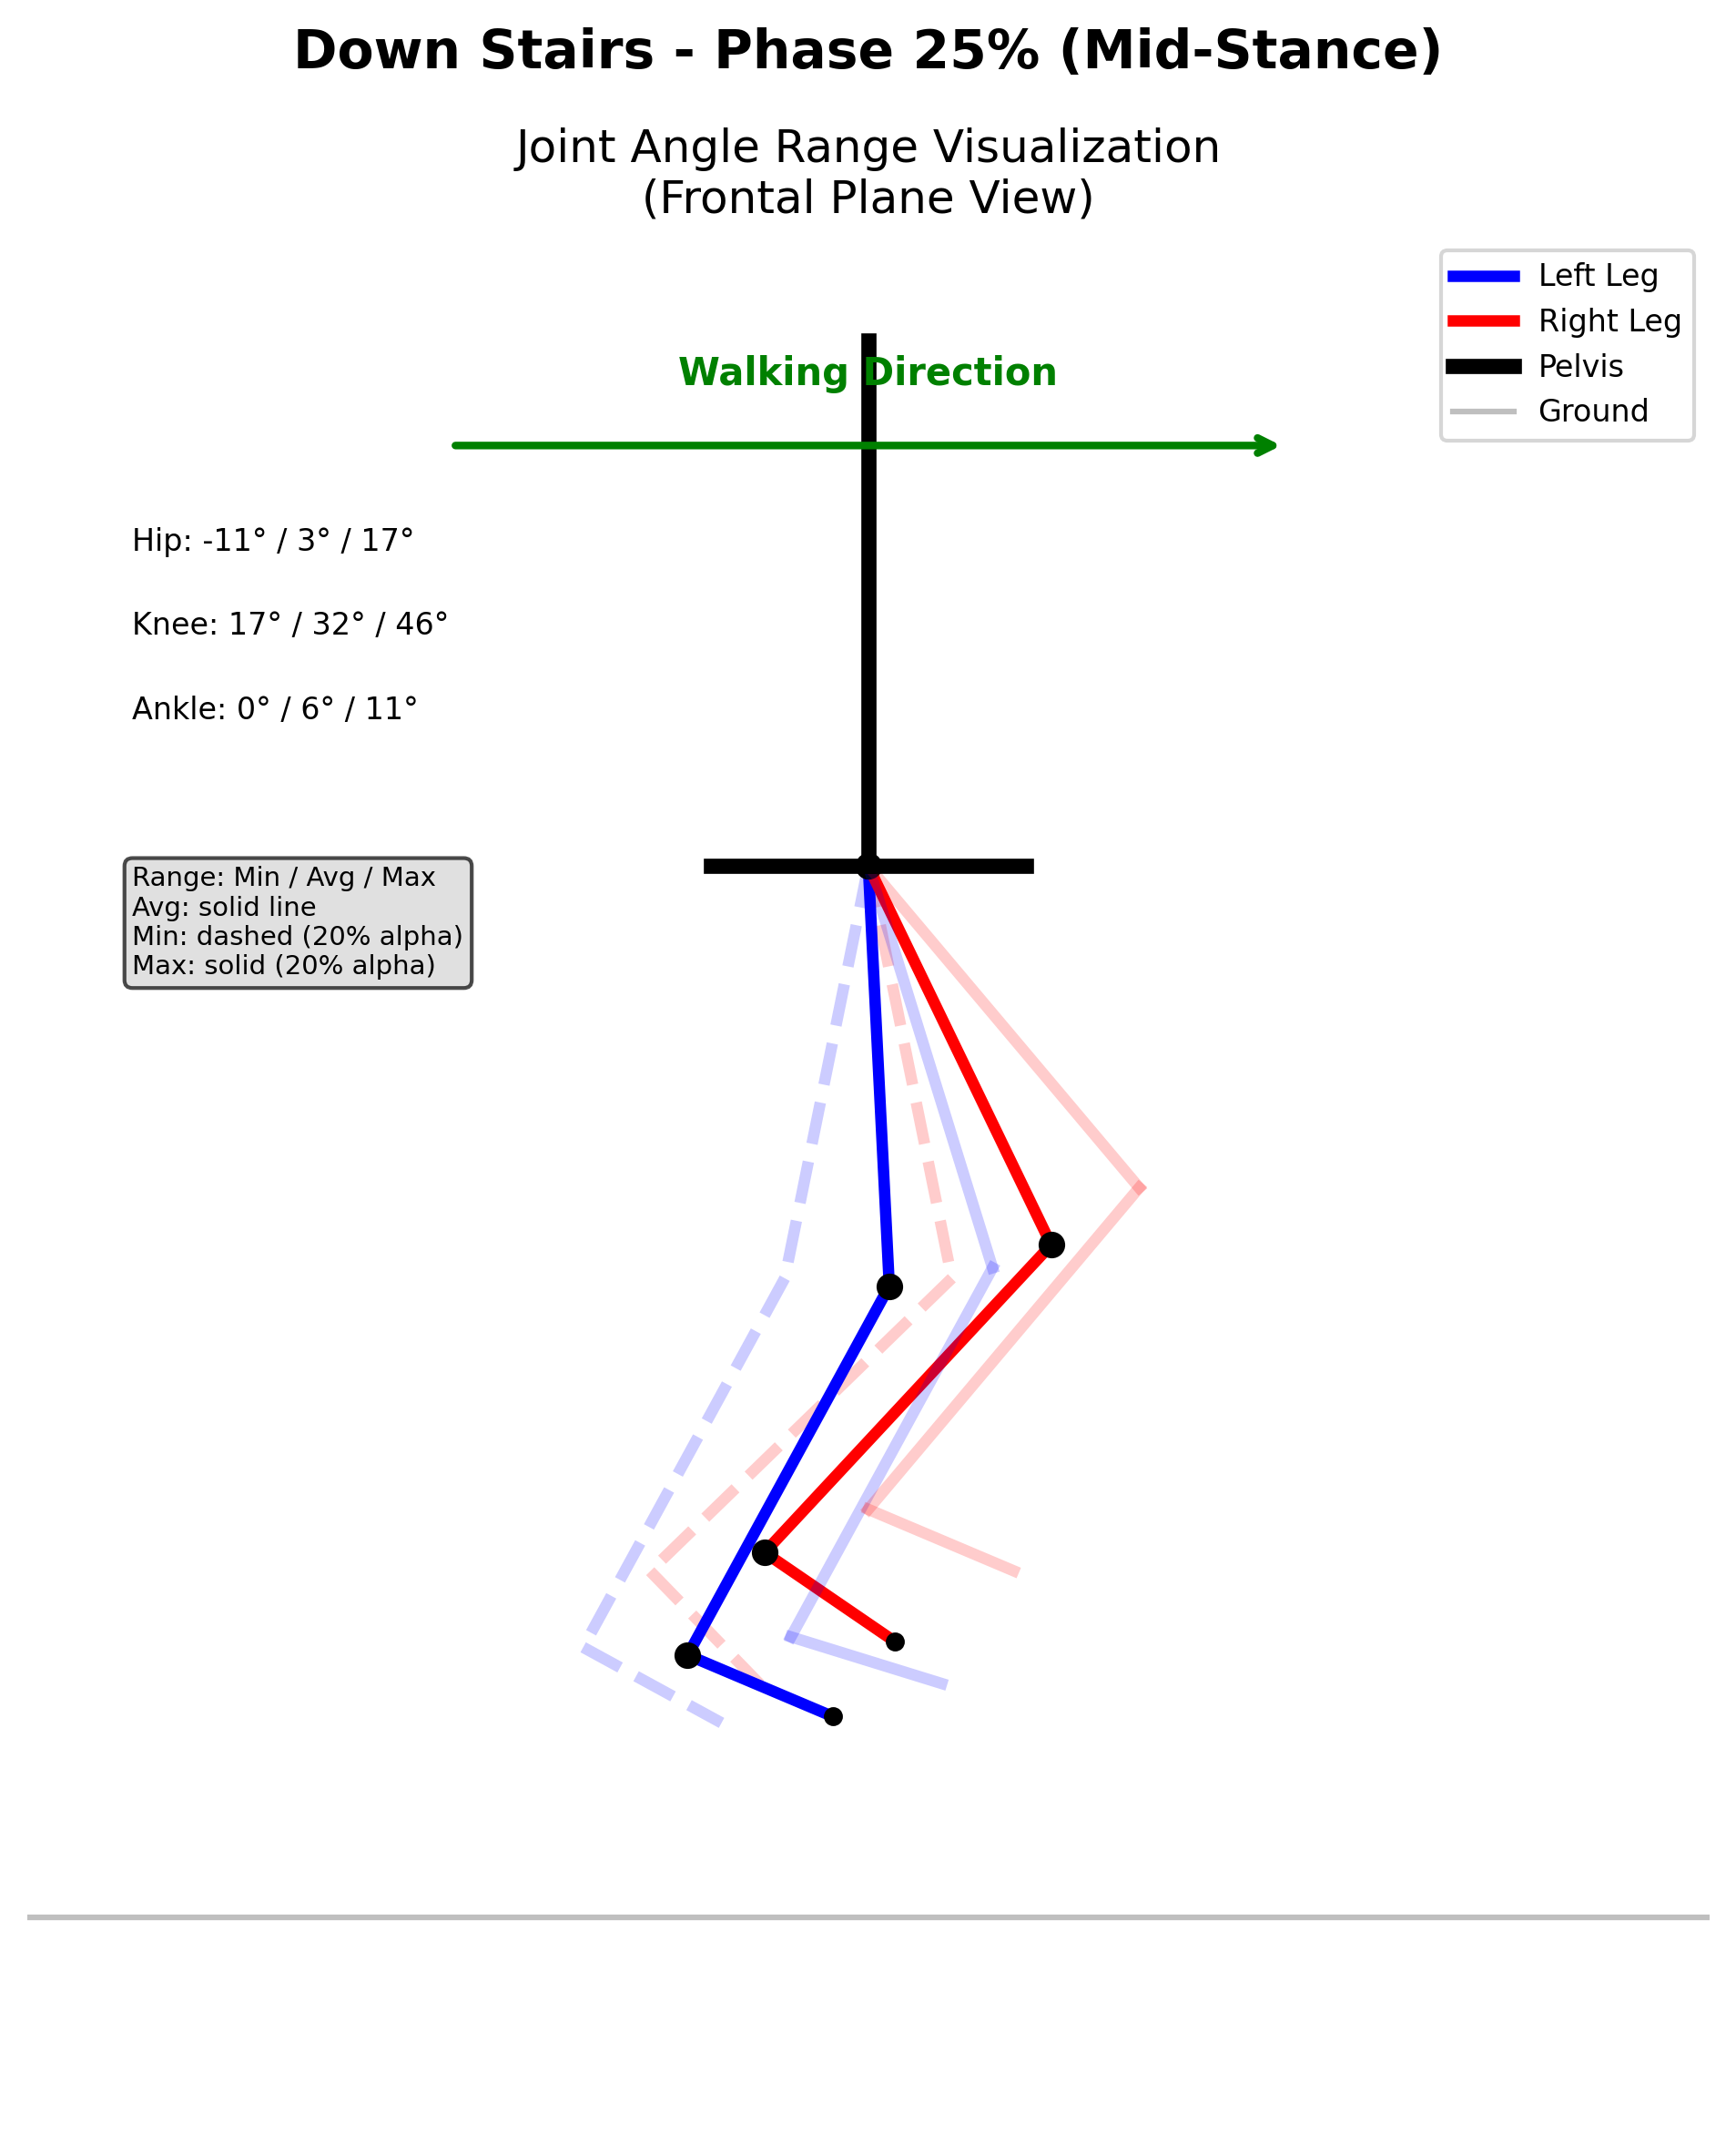 Down Stairs - Phase 25% (Mid-Stance)
Joint Angle Range Visualization
(Frontal Plane View)
Left Leg
Right Leg
Pelvis
Ground
Walking Direction
Hip: -11° / 3° / 17°
Knee: 17° / 32° / 46°
Ankle: 0° / 6° / 11°
Range: Min / Avg / Max
Avg: solid line
Min: dashed (20% alpha)
Max: solid (20% alpha)